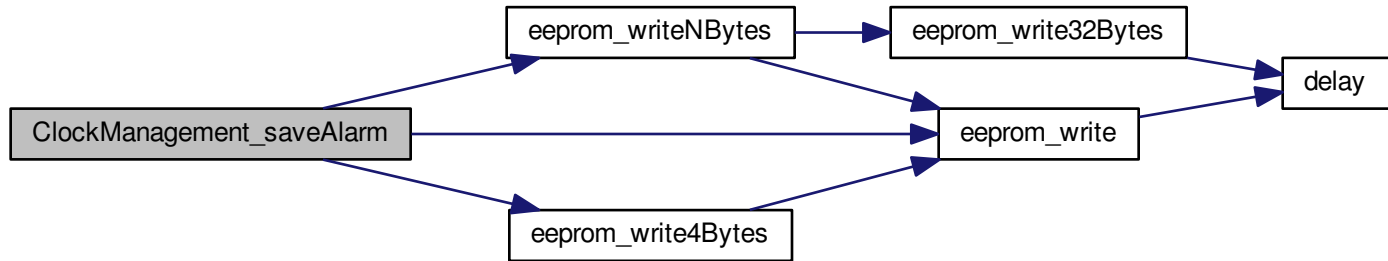 eeprom_writeNBytes
eeprom_write32Bytes
delay
ClockManagement_saveAlarm
eeprom_write
eeprom_write4Bytes